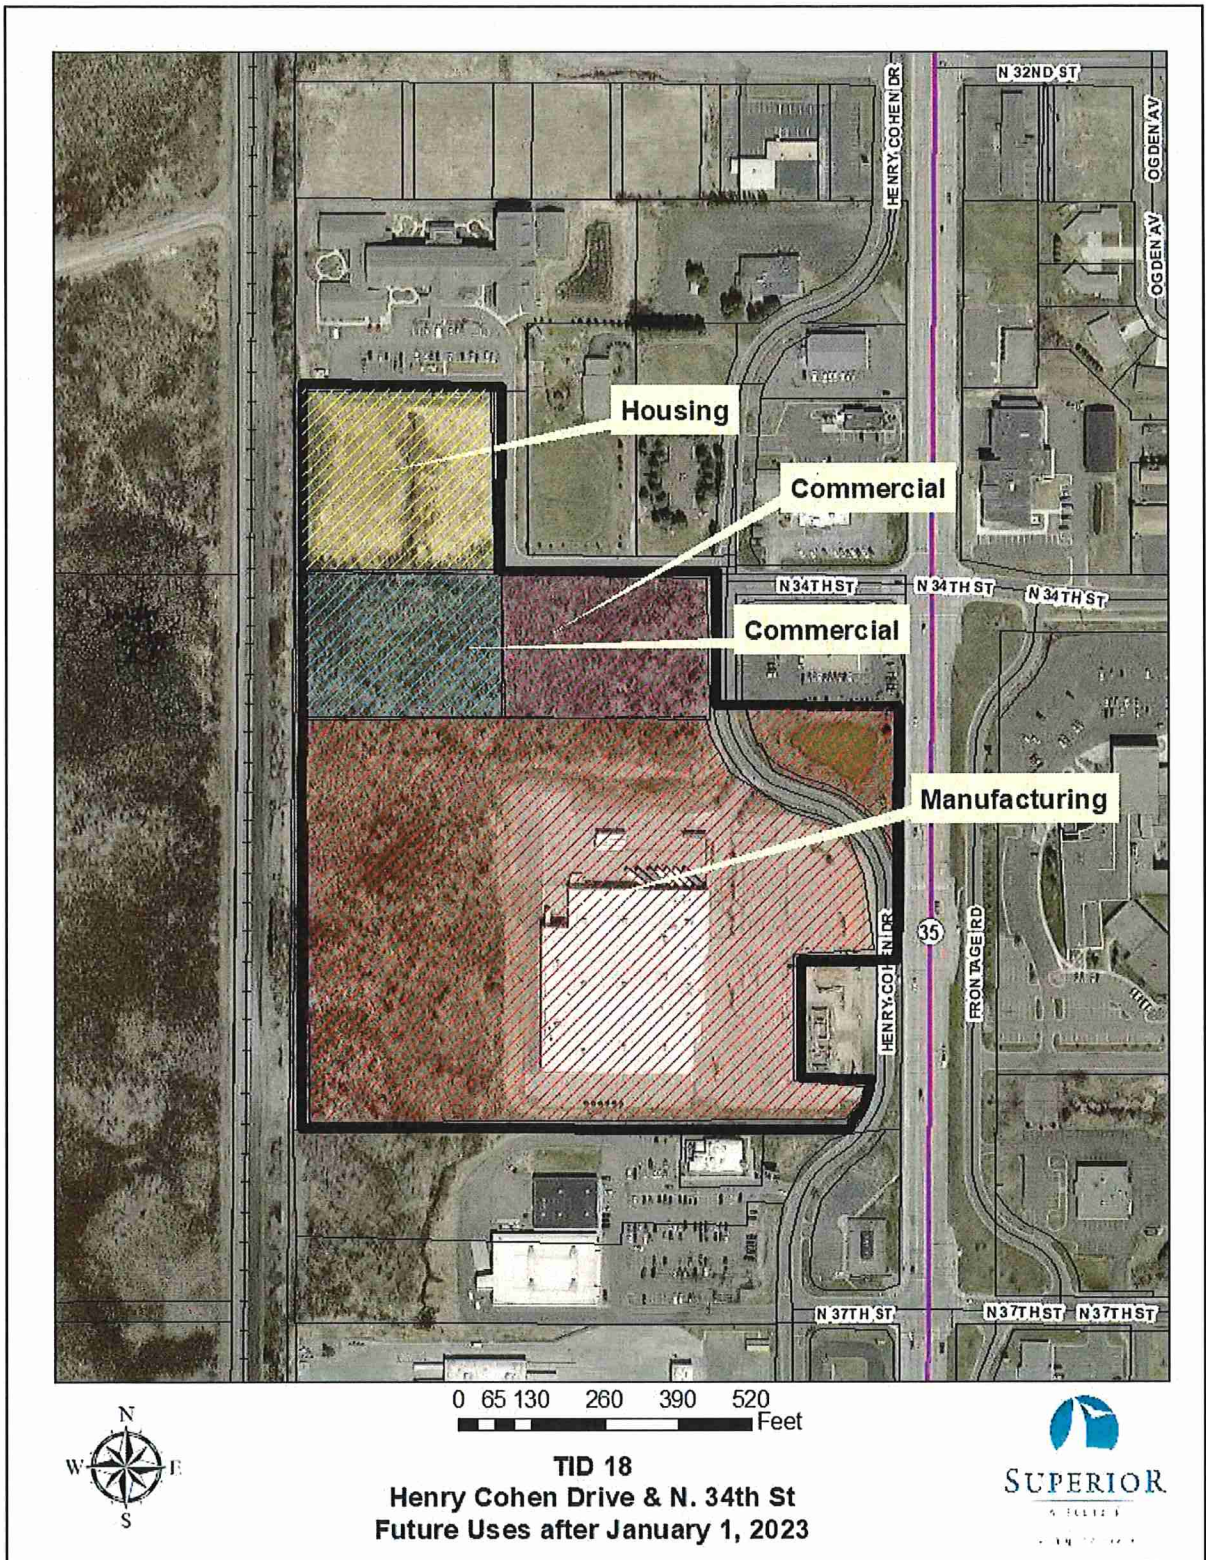 N 32ND ST
HENRY COHEN DR
OGDEN AV
OGDEN AV
Housing
Commercial
N 34TH ST
N 34TH ST
N 34TH ST
Commercial
Manufacturing
35
HENRY COHEN DR
FRONTAGE RD
N 37TH ST
N 37TH ST
N 37TH ST
0 65 130 260 390 520
Feet
N
W E
S
TID 18
Henry Cohen Drive & N. 34th St
Future Uses after January 1, 2023
SUPERIOR